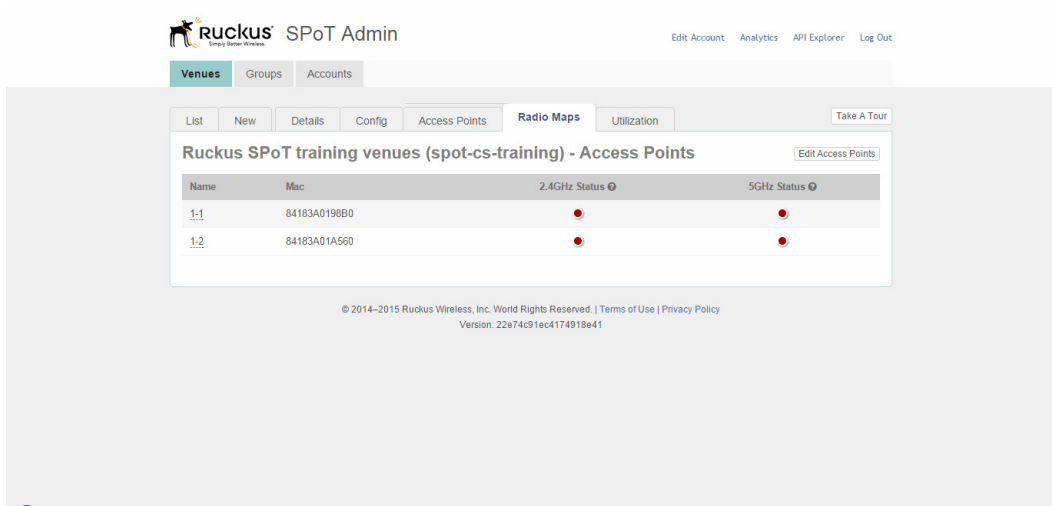 Ruckus SPoT Admin
Simply Better Wireless.
Edit Account Analytics API Explorer Log Out
Venues Groups Accounts
List New Details Config Access Points Radio Maps Utilization Take A Tour
Ruckus SPoT training venues (spot-cs-training) - Access Points Edit Access Points
Name Mac 2.4GHz Status ? 5GHz Status ?
1-1 84183A0198B0
1-2 84183A01A560
© 2014–2015 Ruckus Wireless, Inc. World Rights Reserved. | Terms of Use | Privacy Policy
Version: 22e74c91ec4174918e41